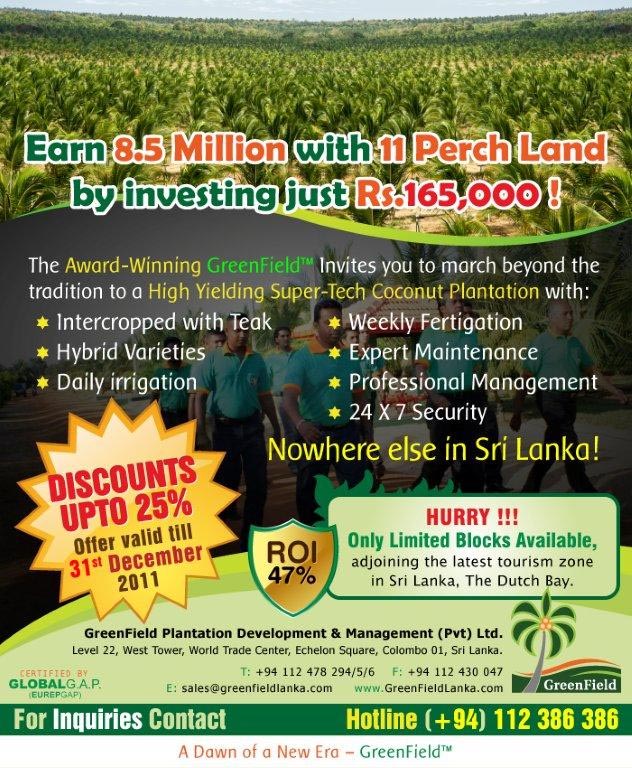 Earn 8.5 Million with 11 Perch Land
by investing just Rs.165,000 !
The Award-Winning GreenField™ Invites you to march beyond the
tradition to a High Yielding Super-Tech Coconut Plantation with:
Intercropped with Teak
Hybrid Varieties
Daily irrigation
Weekly Fertigation
Expert Maintenance
Professional Management
24 X 7 Security
Nowhere else in Sri Lanka!
DISCOUNTS
UPTO 25%
Offer valid till
31st December
2011
ROI
47%
HURRY !!!
Only Limited Blocks Available,
adjoining the latest tourism zone
in Sri Lanka, The Dutch Bay.
GreenField Plantation Development & Management (Pvt) Ltd.
Level 22, West Tower, World Trade Center, Echelon Square, Colombo 01, Sri Lanka.
CERTIFIED BY
GLOBALG.A.P.
(EUREPGAP)
T: +94 112 478 294/5/6 F: +94 112 430 047
E: sales@greenfieldlanka.com www.GreenFieldLanka.com
GreenField
For Inquiries Contact Hotline (+94) 112 386 386
A Dawn of a New Era – GreenField™